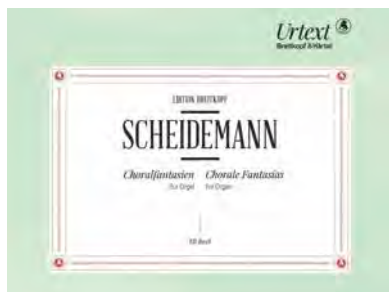 Urtext
Breitkopf & Härtel
EDITION BREITKOPF
SCHEIDEMANN
Choralfantasien Chorale Fantasias
für Orgel for Organ